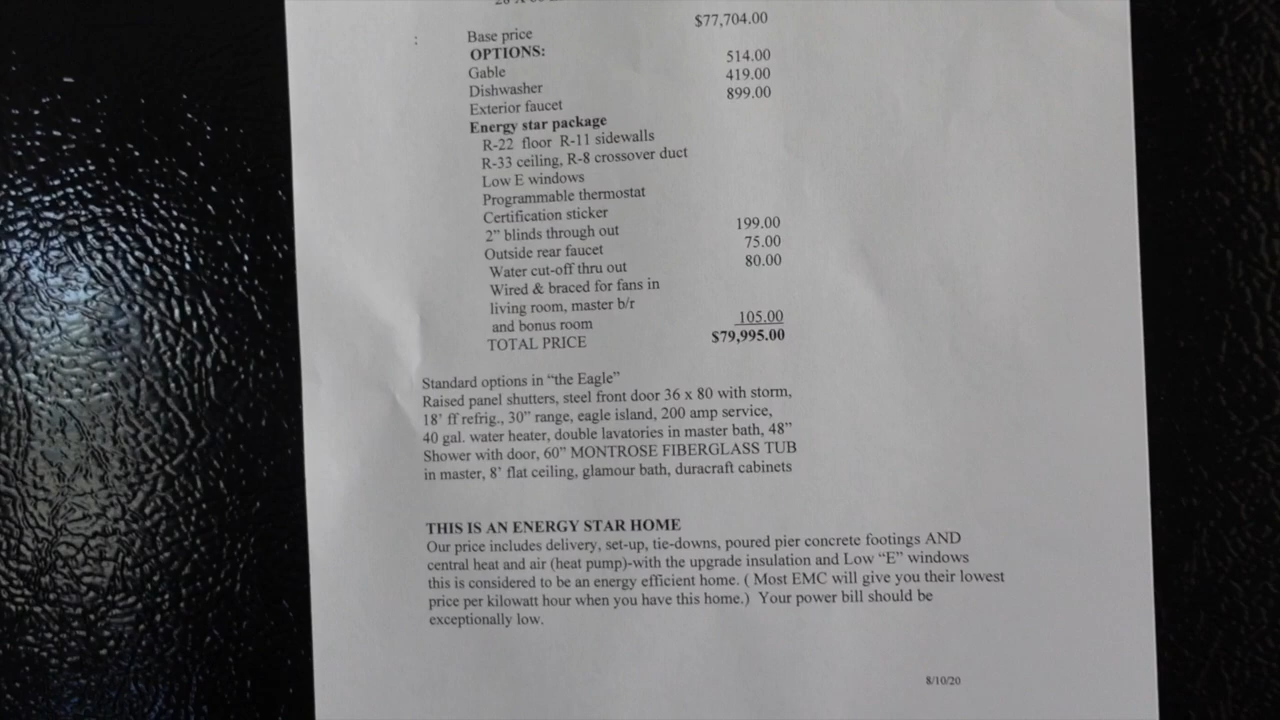 Base price $77,704.00
OPTIONS:
Gable 514.00
Dishwasher 419.00
Exterior faucet 899.00
Energy star package
R-22 floor R-11 sidewalls
R-33 ceiling, R-8 crossover duct
Low E windows
Programmable thermostat
Certification sticker
2” blinds through out 199.00
Outside rear faucet 75.00
Water cut-off thru out 80.00
Wired & braced for fans in
living room, master b/r
and bonus room 105.00
TOTAL PRICE $79,995.00
Standard options in “the Eagle”
Raised panel shutters, steel front door 36 x 80 with storm,
18’ ff refrig., 30” range, eagle island, 200 amp service,
40 gal. water heater, double lavatories in master bath, 48”
Shower with door, 60” MONTROSE FIBERGLASS TUB
in master, 8’ flat ceiling, glamour bath, duracraft cabinets
THIS IS AN ENERGY STAR HOME
Our price includes delivery, set-up, tie-downs, poured pier concrete footings AND
central heat and air (heat pump)-with the upgrade insulation and Low “E” windows
this is considered to be an energy efficient home. ( Most EMC will give you their lowest
price per kilowatt hour when you have this home.) Your power bill should be
exceptionally low.
8/10/20